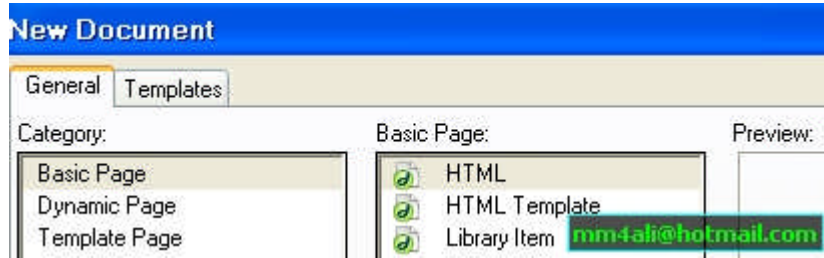 New Document
General Templates
Category: Basic Page: Preview:
Basic Page HTML
Dynamic Page HTML Template
Template Page Library Item mm4ali@hotmail.com